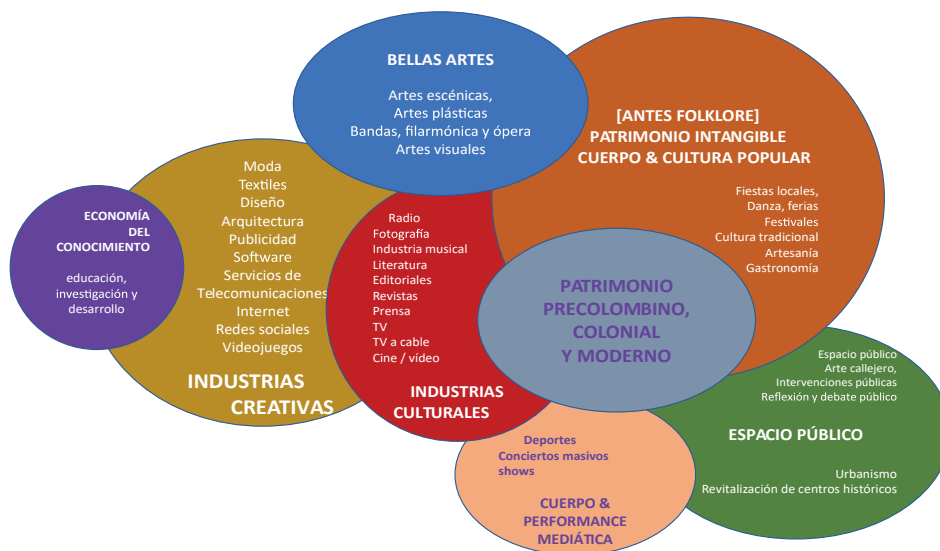 BELLAS ARTES
Artes escénicas,
Artes plásticas
Bandas, filarmónica y ópera
Artes visuales
[ANTES FOLKLORE]
PATRIMONIO INTANGIBLE
CUERPO & CULTURA POPULAR
Fiestas locales,
Danza, ferias
Festivales
Cultura tradicional
Artesanía
Gastronomía
ECONOMÍA
DEL
CONOCIMIENTO
educación,
investigación y
desarrollo
Moda
Textiles
Diseño
Arquitectura
Publicidad
Software
Servicios de
Telecomunicaciones
Internet
Redes sociales
Videojuegos
INDUSTRIAS
CREATIVAS
Radio
Fotografía
Industria musical
Literatura
Editoriales
Revistas
Prensa
TV
TV a cable
Cine / vídeo
INDUSTRIAS
CULTURALES
PATRIMONIO
PRECOLOMBINO,
COLONIAL
Y MODERNO
Espacio público
Arte callejero,
Intervenciones públicas
Reflexión y debate público
ESPACIO PÚBLICO
Urbanismo
Revitalización de centros históricos
Deportes
Conciertos masivos
shows
CUERPO &
PERFORMANCE
MEDIÁTICA